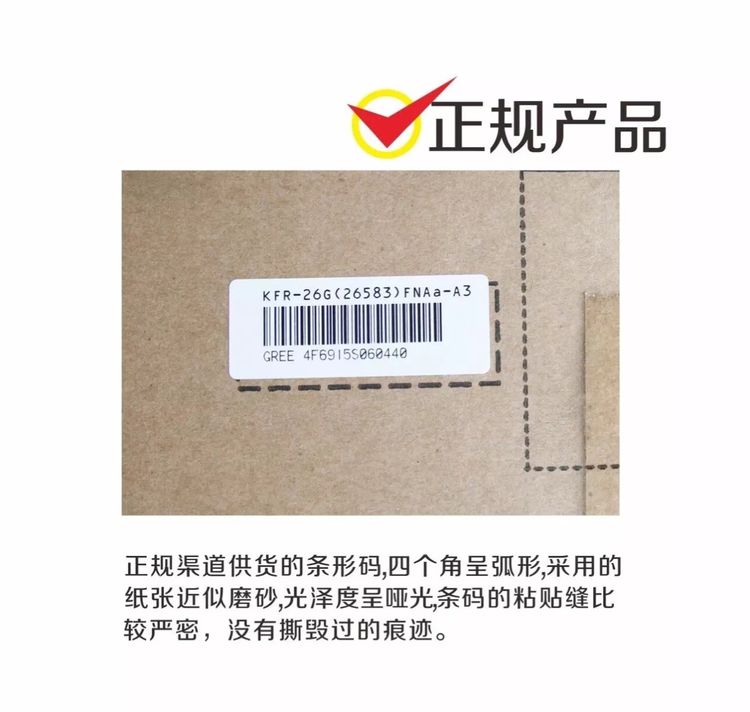 正规产品
KFR-26G(26583)FNAa-A3
GREE 4F6915S060440
正规渠道供货的条形码,四个角呈弧形,采用的
纸张近似磨砂,光泽度呈哑光,条码的粘贴缝比
较严密，没有撕毁过的痕迹。